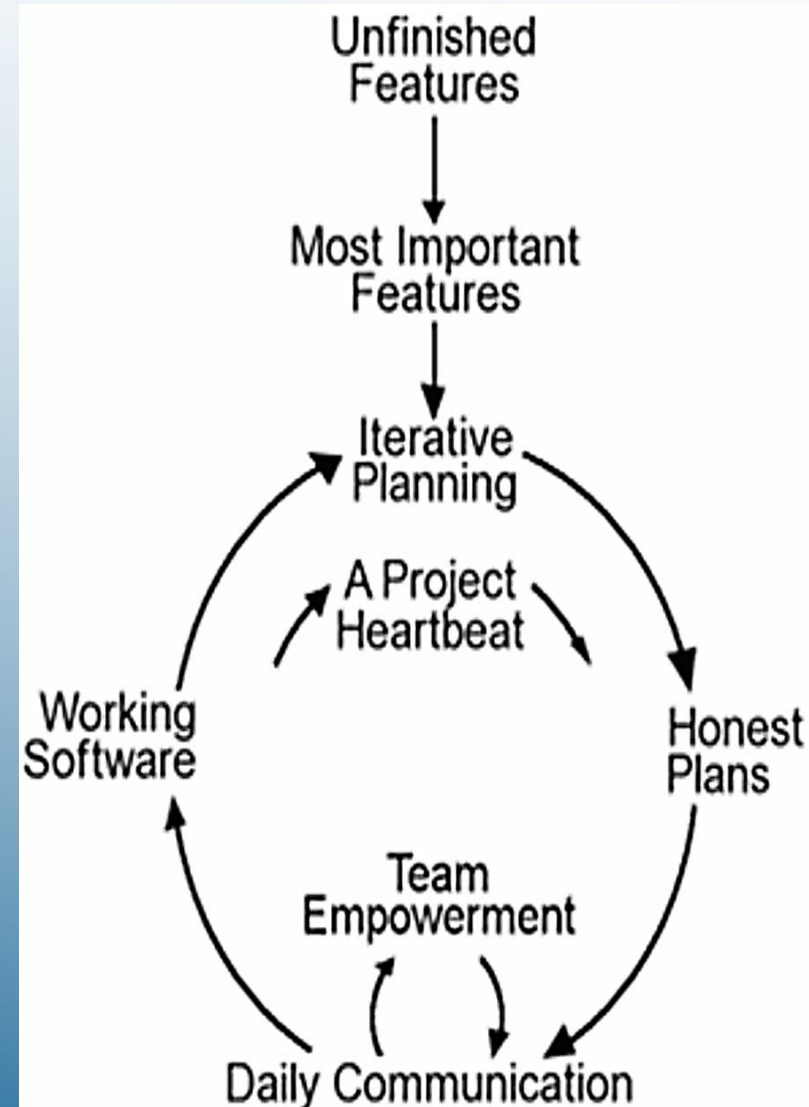 Unfinished
Features
Most Important
Features
Iterative
Planning
A Project
Heartbeat
Working
Software
Honest
Plans
Team
Empowerment
Daily Communication